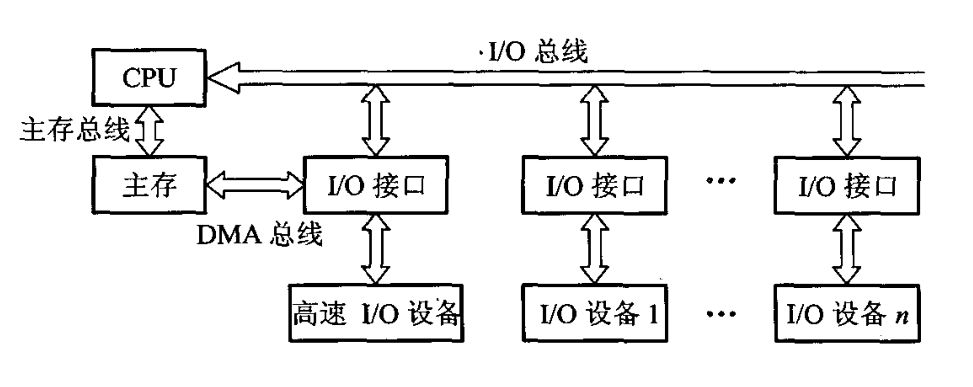 ·I/O 总线
CPU
主存总线
主存
I/O 接口
I/O 接口
···
I/O 接口
DMA 总线
高速 I/O 设备
I/O 设备 1
···
I/O 设备 n